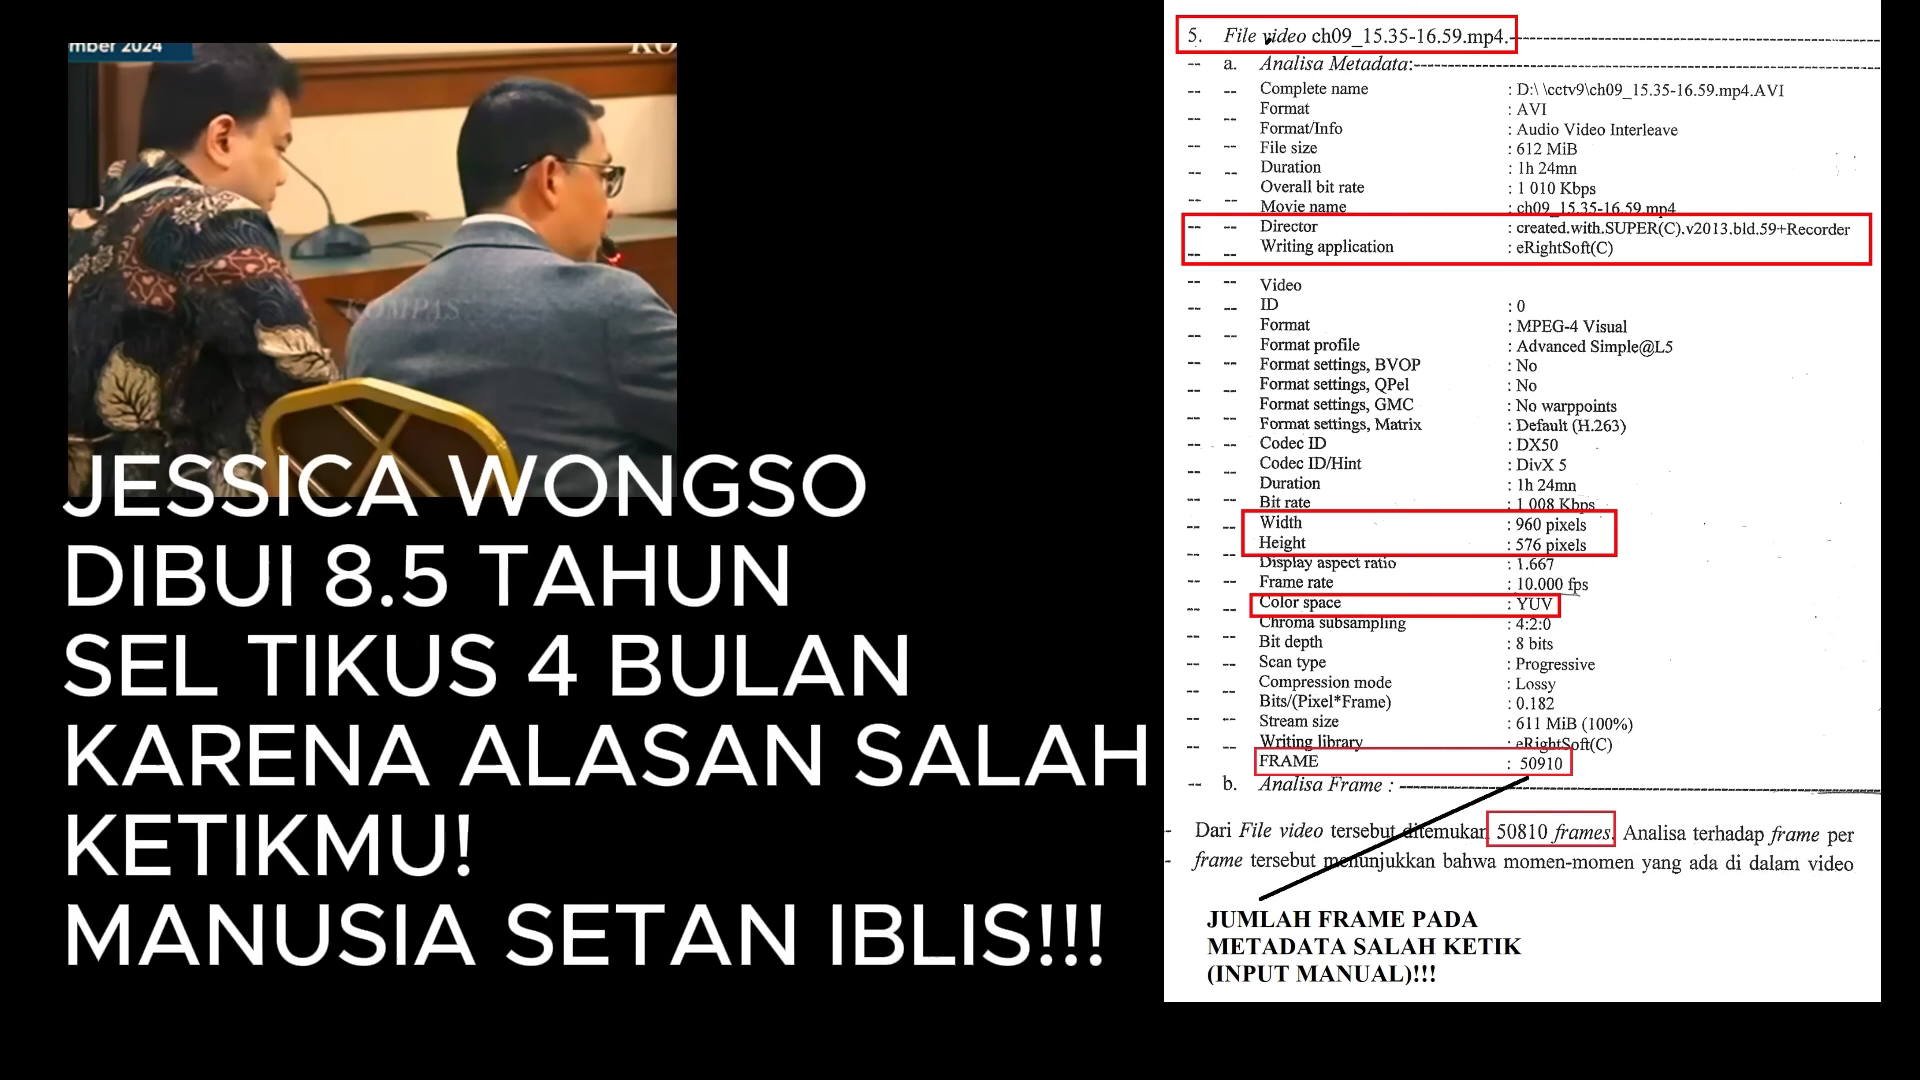 mber 2024
KOMPAS
JESSICA WONGSO
DIBUI 8.5 TAHUN
SEL TIKUS 4 BULAN
KARENA ALASAN SALAH
KETIKMU!
MANUSIA SETAN IBLIS!!!
5. File video ch09_15.35-16.59.mp4.
-- a. Analisa Metadata:
-- -- Complete name : D:\ \cctv9\ch09_15.35-16.59.mp4.AVI
-- -- Format : AVI
-- -- Format/Info : Audio Video Interleave
-- -- File size : 612 MiB
-- -- Duration : 1h 24mn
-- -- Overall bit rate : 1 010 Kbps
-- -- Movie name : ch09_15.35-16.59.mp4
-- -- Director : created.with.SUPER(C).v2013.bld.59+Recorder
-- -- Writing application : eRightSoft(C)
-- -- Video
-- -- ID : 0
-- -- Format : MPEG-4 Visual
-- -- Format profile : Advanced Simple@L5
-- -- Format settings, BVOP : No
-- -- Format settings, QPel : No
-- -- Format settings, GMC : No warppoints
-- -- Format settings, Matrix : Default (H.263)
-- -- Codec ID : DX50
-- -- Codec ID/Hint : DivX 5
-- -- Duration : 1h 24mn
-- -- Bit rate : 1 008 Kbps
-- -- Width : 960 pixels
-- -- Height : 576 pixels
Display aspect ratio : 1.667
-- -- Frame rate : 10.000 fps
-- -- Color space : YUV
Chroma subsampling : 4:2:0
-- -- Bit depth : 8 bits
-- -- Scan type : Progressive
-- -- Compression mode : Lossy
-- -- Bits/(Pixel*Frame) : 0.182
-- -- Stream size : 611 MiB (100%)
-- -- Writing library : eRightSoft(C)
FRAME : 50910
-- b. Analisa Frame :
- Dari File video tersebut ditemukan 50810 frames. Analisa terhadap frame per
- frame tersebut menunjukkan bahwa momen-momen yang ada di dalam video
JUMLAH FRAME PADA
METADATA SALAH KETIK
(INPUT MANUAL)!!!